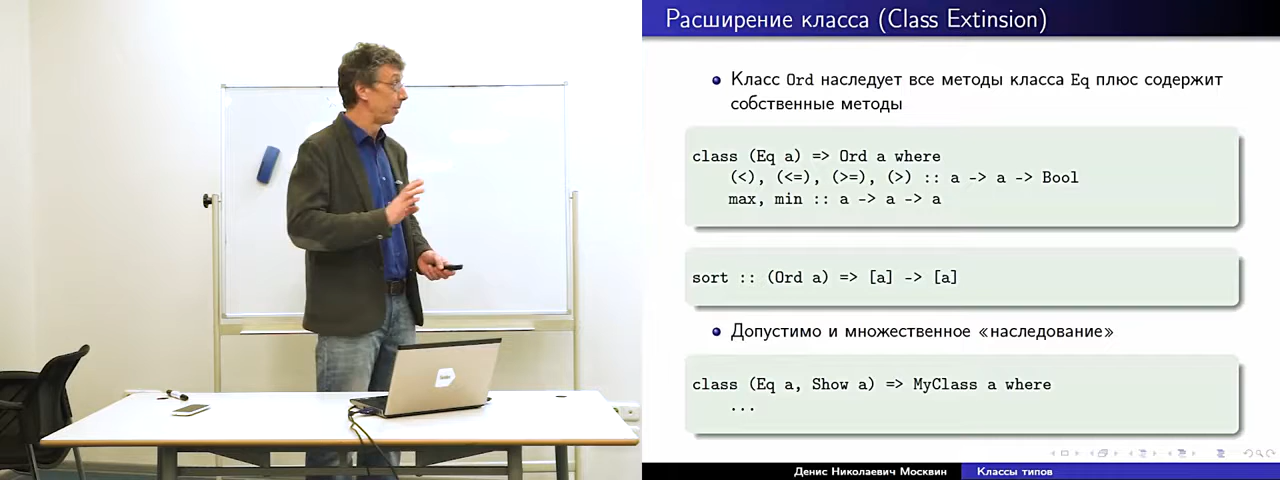 Расширение класса (Class Extinsion)
Класс Ord наследует все методы класса Eq плюс содержит
собственные методы
class (Eq a) => Ord a where
(<), (<=), (>=), (>) :: a -> a -> Bool
max, min :: a -> a -> a
sort :: (Ord a) => [a] -> [a]
Допустимо и множественное «наследование»
class (Eq a, Show a) => MyClass a where
...
Денис Николаевич Москвин
Классы типов